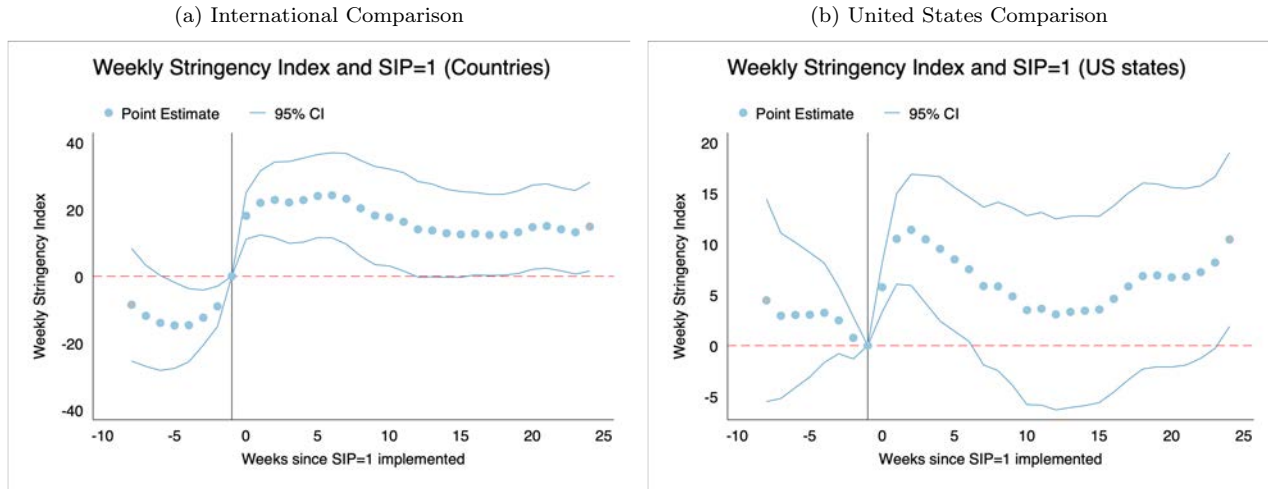 (a) International Comparison
Weekly Stringency Index and SIP=1 (Countries)
Point Estimate 95% CI
Weekly Stringency Index
40
20
0
-20
-40
-10 -5 0 5 10 15 20 25
Weeks since SIP=1 implemented
(b) United States Comparison
Weekly Stringency Index and SIP=1 (US states)
Point Estimate 95% CI
Weekly Stringency Index
20
15
10
5
0
-5
-10 -5 0 5 10 15 20 25
Weeks since SIP=1 implemented